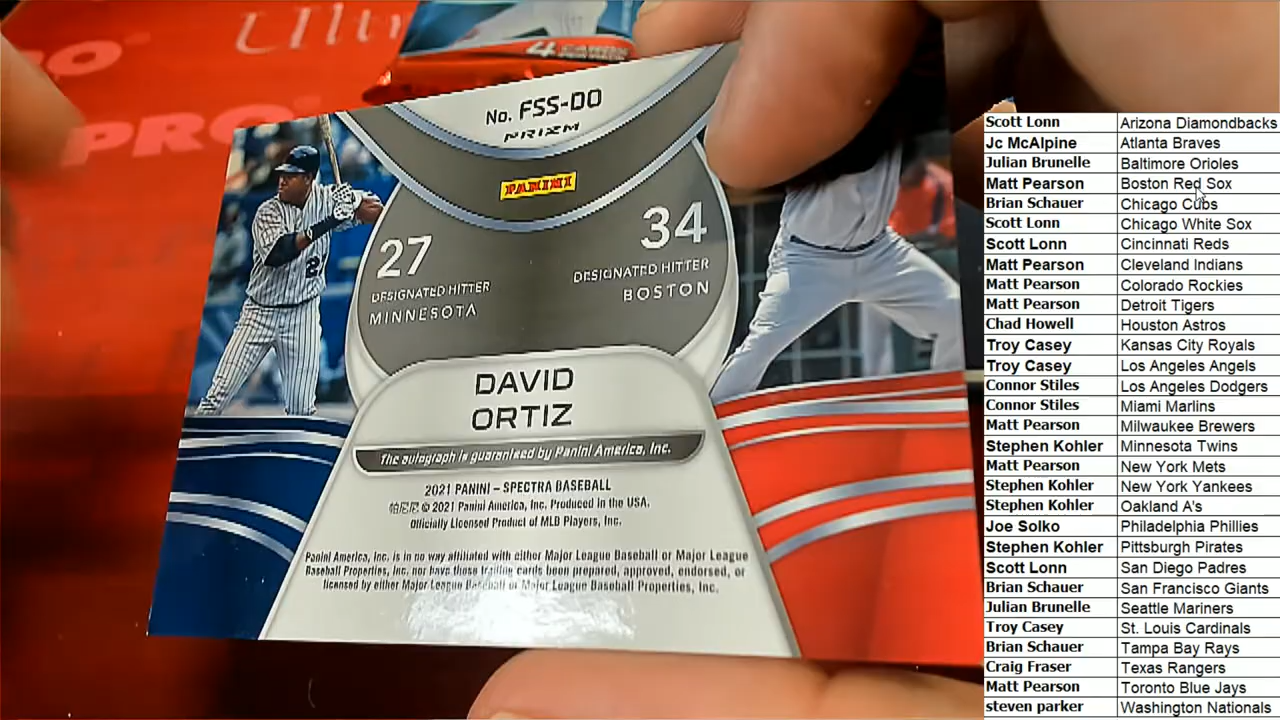 Ultr
PRO
PRO
4
No. FSS-DO
PRIZM
PANINI
27
DESIGNATED HITTER
MINNESOTA
34
DESIGNATED HITTER
BOSTON
2
DAVID
ORTIZ
The autograph is guaranteed by Panini America, Inc.
2021 PANINI – SPECTRA BASEBALL
© 2021 Panini America, Inc. Produced in the USA.
Officially Licensed Product of MLB Players, Inc.
Panini America, Inc. is in no way affiliated with either Major League Baseball or Major League
Baseball Properties, Inc. nor have these trading cards been prepared, approved, endorsed, or
licensed by either Major League Baseball or Major League Baseball Properties, Inc.
Scott Lonn Arizona Diamondbacks
Jc McAlpine Atlanta Braves
Julian Brunelle Baltimore Orioles
Matt Pearson Boston Red Sox
Brian Schauer Chicago Cubs
Scott Lonn Chicago White Sox
Scott Lonn Cincinnati Reds
Matt Pearson Cleveland Indians
Matt Pearson Colorado Rockies
Matt Pearson Detroit Tigers
Chad Howell Houston Astros
Troy Casey Kansas City Royals
Troy Casey Los Angeles Angels
Connor Stiles Los Angeles Dodgers
Connor Stiles Miami Marlins
Matt Pearson Milwaukee Brewers
Stephen Kohler Minnesota Twins
Matt Pearson New York Mets
Stephen Kohler New York Yankees
Stephen Kohler Oakland A's
Joe Solko Philadelphia Phillies
Stephen Kohler Pittsburgh Pirates
Scott Lonn San Diego Padres
Brian Schauer San Francisco Giants
Julian Brunelle Seattle Mariners
Troy Casey St. Louis Cardinals
Brian Schauer Tampa Bay Rays
Craig Fraser Texas Rangers
Matt Pearson Toronto Blue Jays
steven parker Washington Nationals